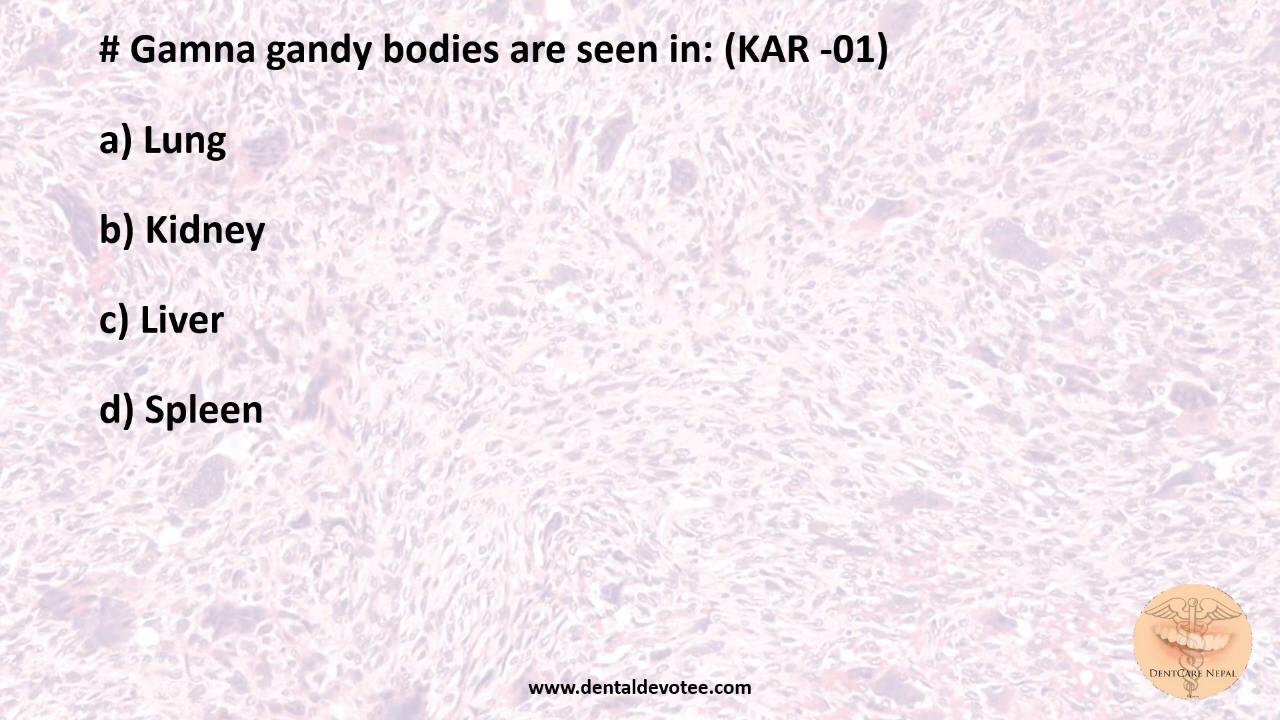 # Gamna gandy bodies are seen in: (KAR -01)
a) Lung
b) Kidney
c) Liver
d) Spleen
DentCare Nepal
www.dentaldevotee.com